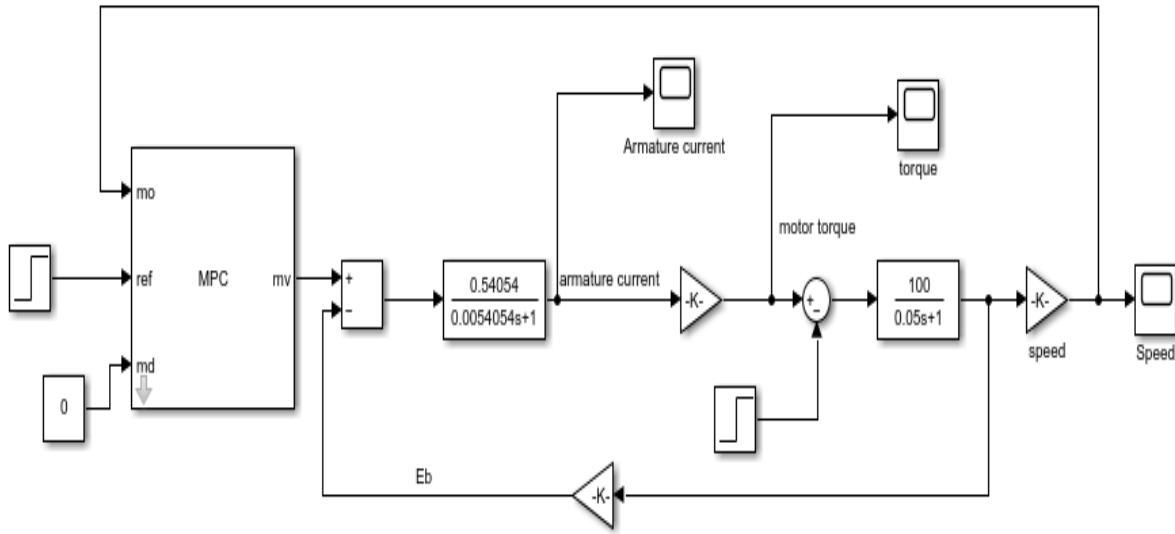 Armature current
torque
mo
motor torque
ref
MPC
mv
+
−
0.54054
0.0054054s+1
armature current
-K-
+
−
100
0.05s+1
-K-
speed
Speed
md
0
Eb
-K-